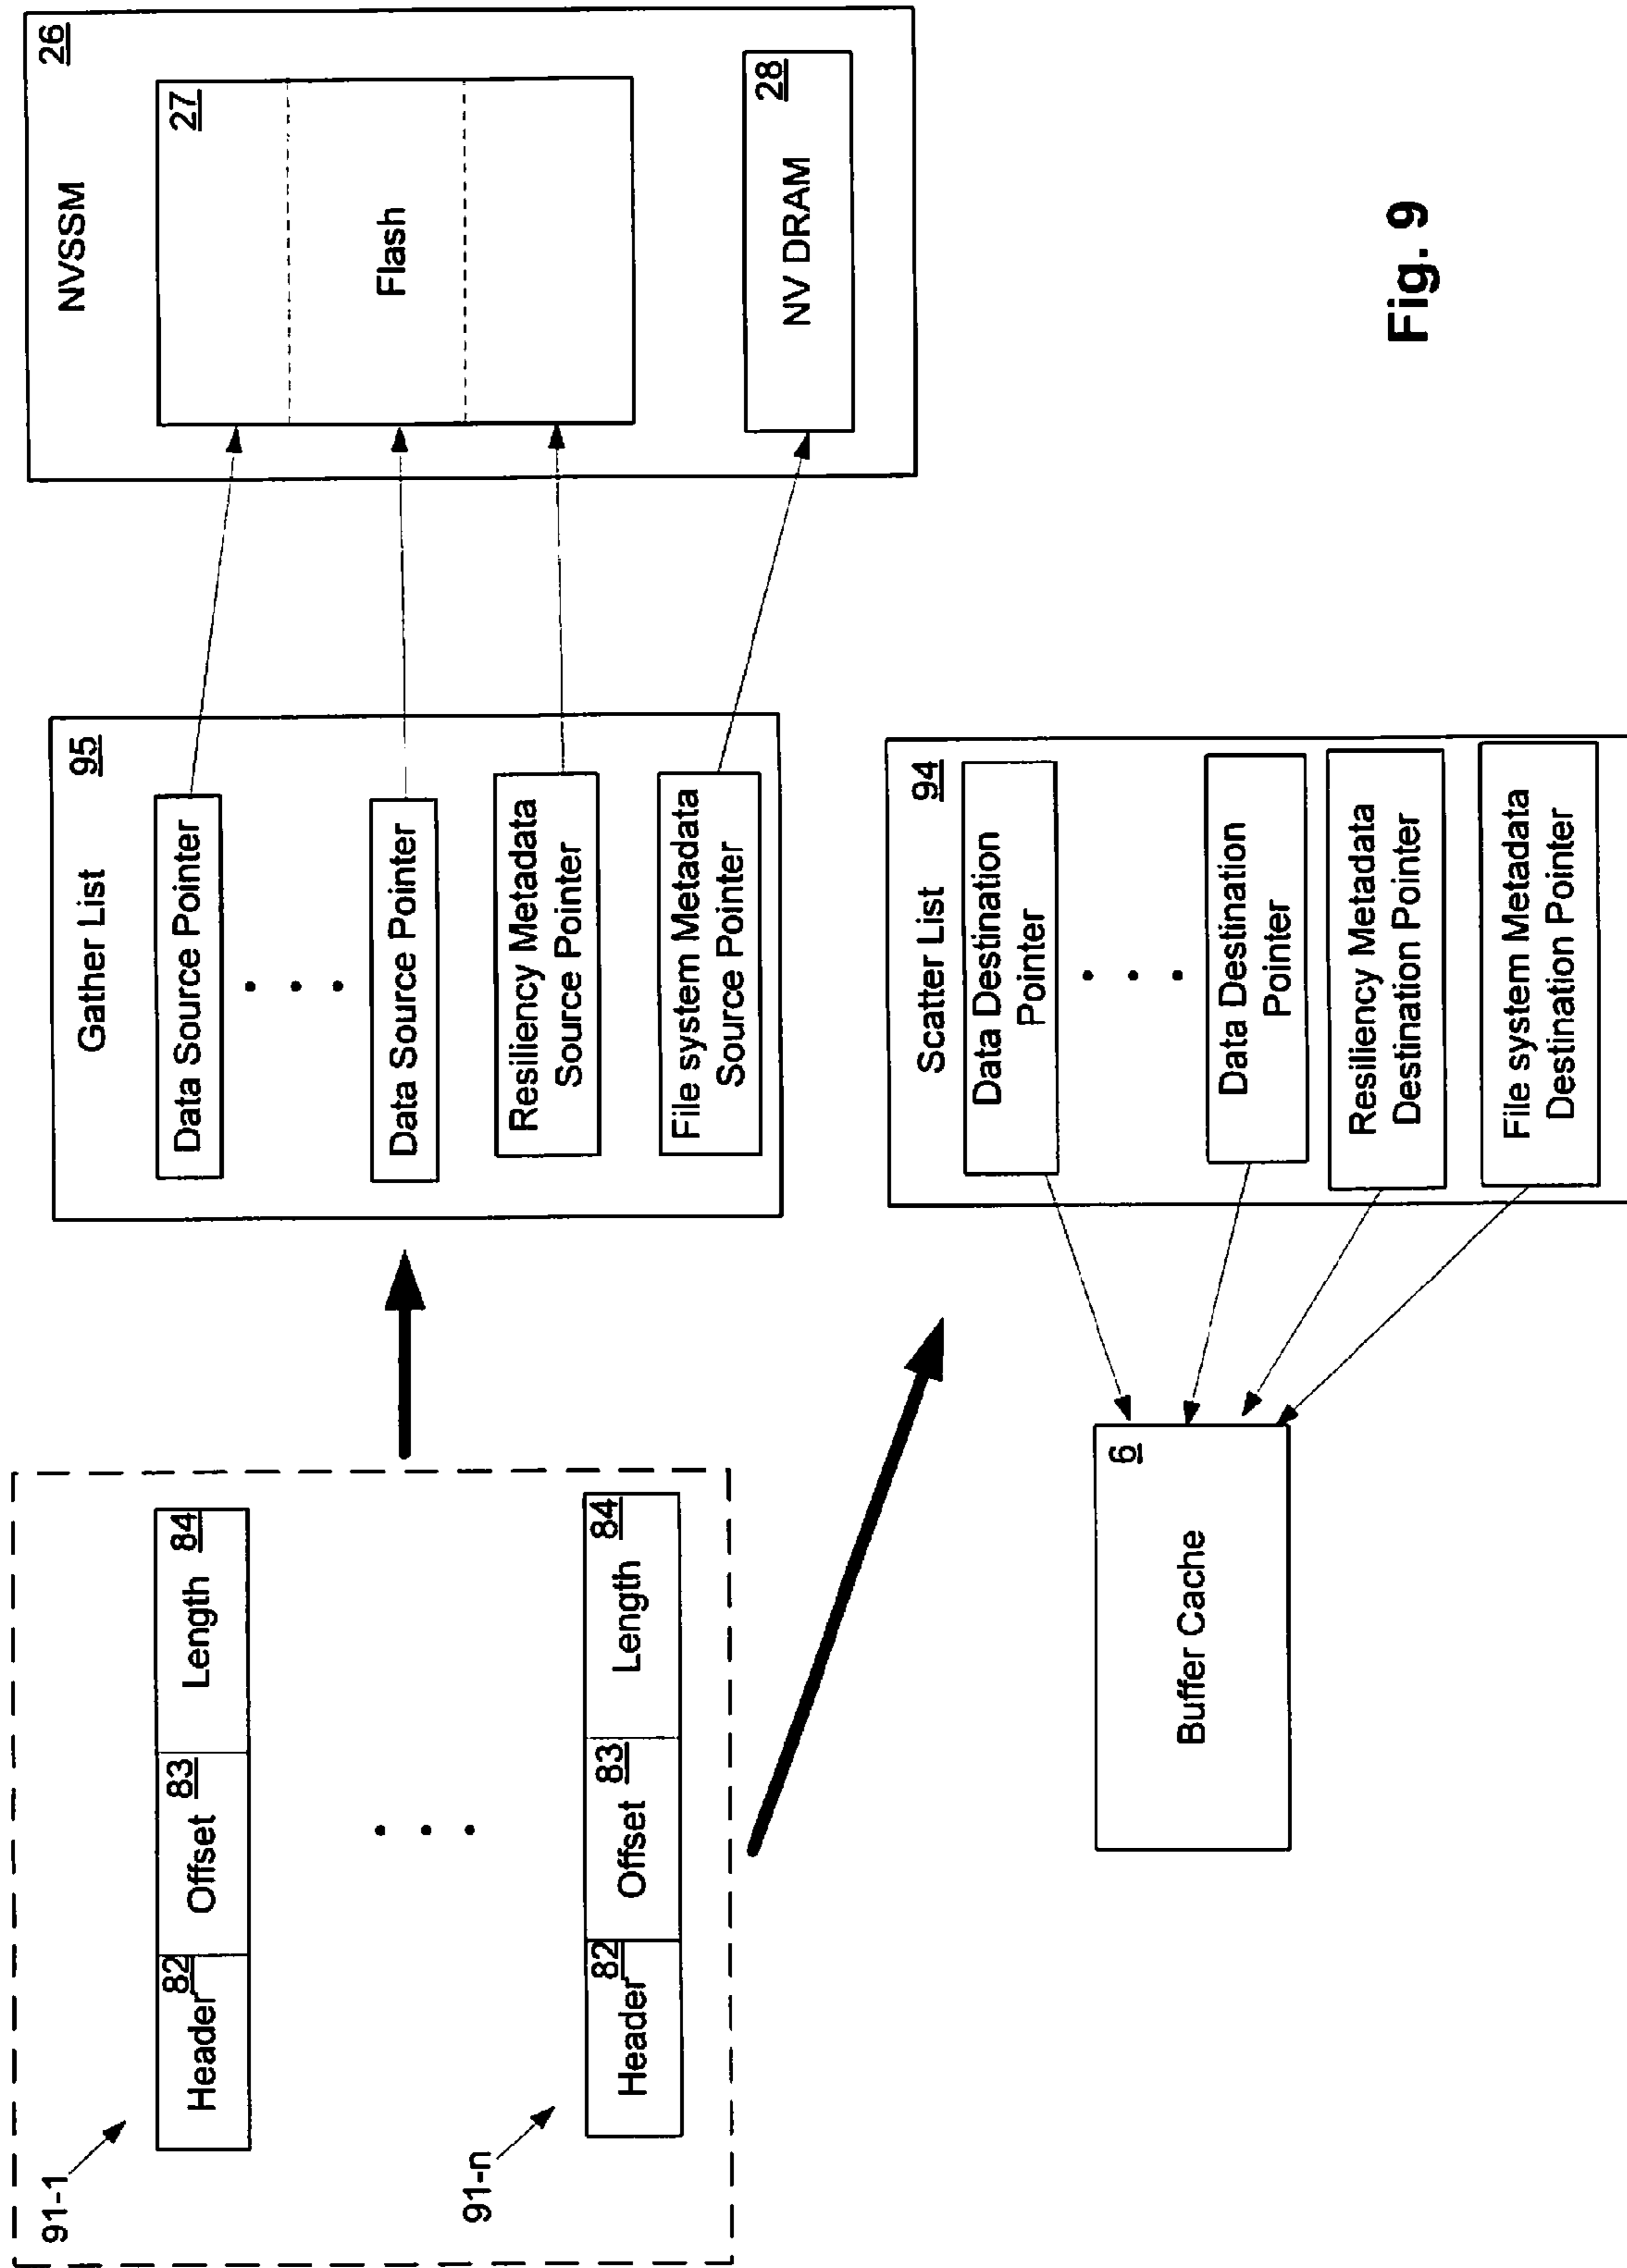 91-1
Header 82
Offset 83
Length 84
• • •
91-n
Header 82
Offset 83
Length 84
Gather List 95
Data Source Pointer
• • •
Data Source Pointer
Resiliency Metadata
Source Pointer
File system Metadata
Source Pointer
NVSSM 26
27
Flash
28
NV DRAM
Buffer Cache 6
Scatter List 94
Data Destination
Pointer
• • •
Data Destination
Pointer
Resiliency Metadata
Destination Pointer
File system Metadata
Destination Pointer
Fig. 9